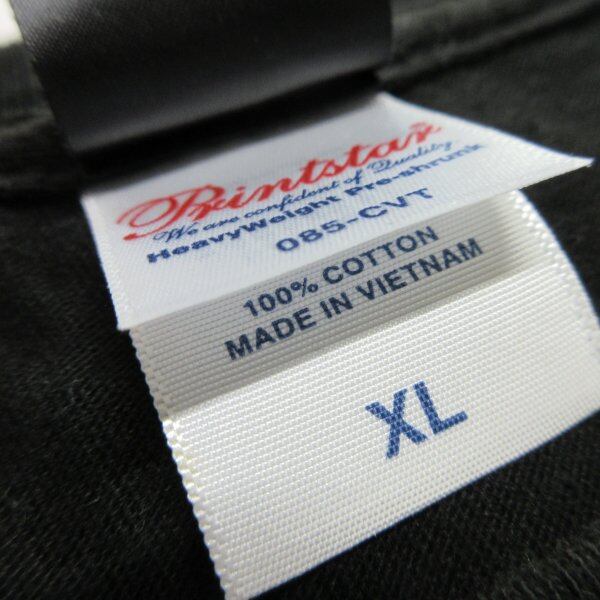 Printstar®
We are confident of Quality
HeavyWeight Pre-shrunk
085-CVT
100% COTTON
MADE IN VIETNAM
XL